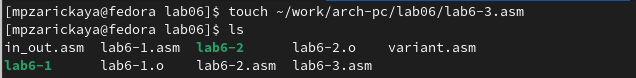 [mpzarickaya@fedora lab06]$ touch ~/work/arch-pc/lab06/lab6-3.asm
[mpzarickaya@fedora lab06]$ ls
in_out.asm lab6-1.asm lab6-2 lab6-2.o variant.asm
lab6-1 lab6-1.o lab6-2.asm lab6-3.asm